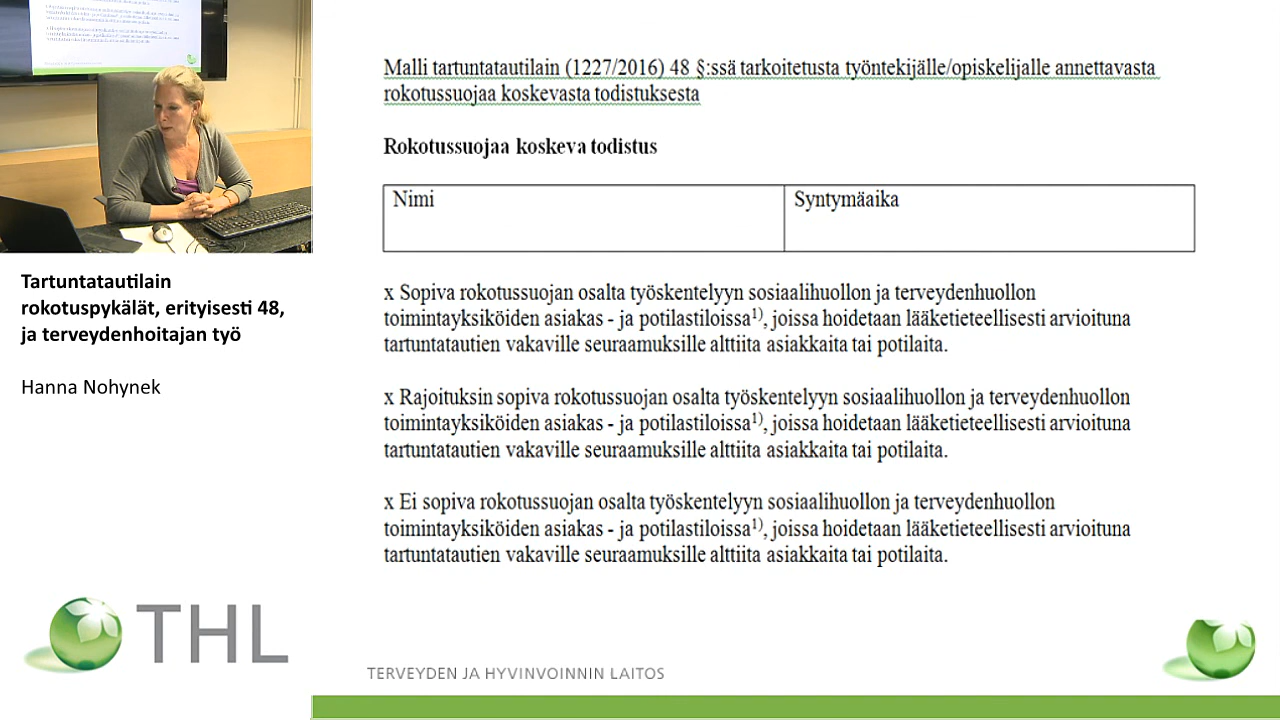 Tartuntatautilain
rokotuspykälät, erityisesti 48,
ja terveydenhoitajan työ
Hanna Nohynek
THL
Malli tartuntatautilain (1227/2016) 48 §:ssä tarkoitetusta työntekijälle/opiskelijalle annettavasta
rokotussuojaa koskevasta todistuksesta
Rokotussuojaa koskeva todistus
Nimi
Syntymäaika
x Sopiva rokotussuojan osalta työskentelyyn sosiaalihuollon ja terveydenhuollon
toimintayksiköiden asiakas - ja potilastiloissa1), joissa hoidetaan lääketieteellisesti arvioituna
tartuntatautien vakaville seuraamuksille alttiita asiakkaita tai potilaita.
x Rajoituksin sopiva rokotussuojan osalta työskentelyyn sosiaalihuollon ja terveydenhuollon
toimintayksiköiden asiakas - ja potilastiloissa1), joissa hoidetaan lääketieteellisesti arvioituna
tartuntatautien vakaville seuraamuksille alttiita asiakkaita tai potilaita.
x Ei sopiva rokotussuojan osalta työskentelyyn sosiaalihuollon ja terveydenhuollon
toimintayksiköiden asiakas - ja potilastiloissa1), joissa hoidetaan lääketieteellisesti arvioituna
tartuntatautien vakaville seuraamuksille alttiita asiakkaita tai potilaita.
TERVEYDEN JA HYVINVOINNIN LAITOS